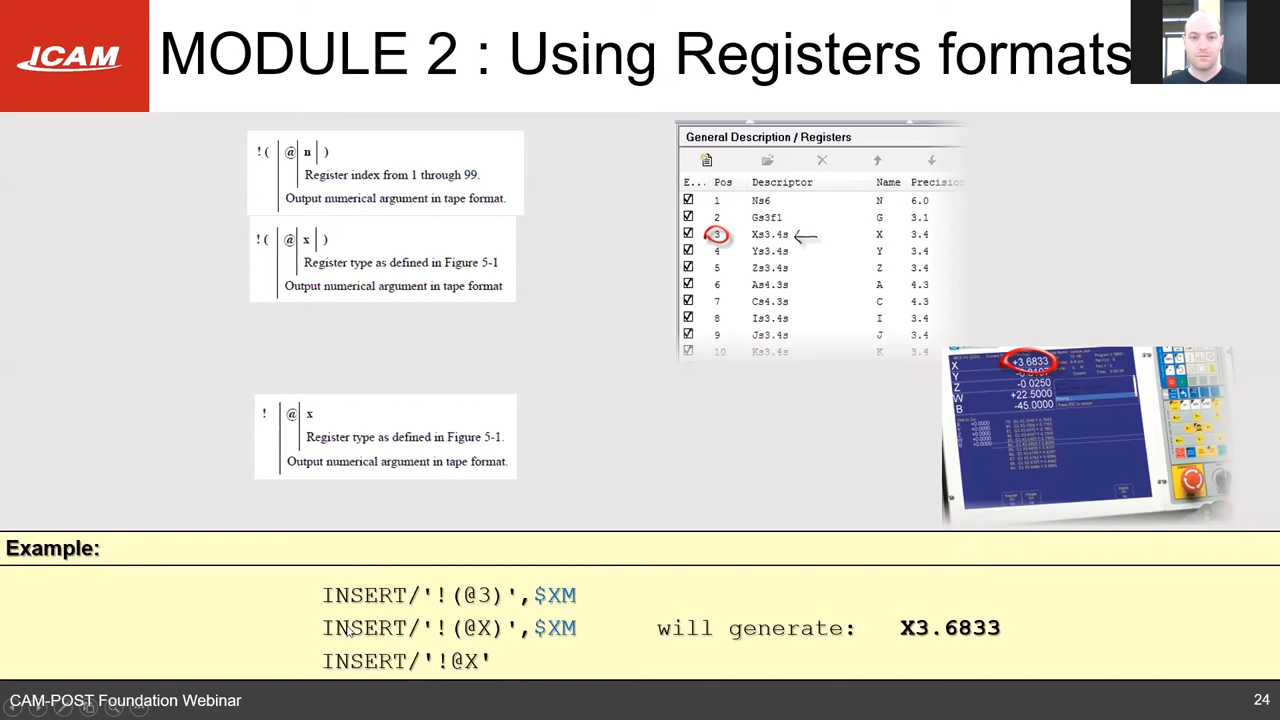 ICAM
MODULE 2 : Using Registers formats
!( @ n )
Register index from 1 through 99.
Output numerical argument in tape format.
!( @ x )
Register type as defined in Figure 5-1
Output numerical argument in tape format
! @ x
Register type as defined in Figure 5-1.
Output numerical argument in tape format.
General Description / Registers
E... Pos Descriptor Name Precision
1 Ns6 N 6.0
2 Gs3f1 G 3.1
3 Xs3.4s X 3.4
4 Ys3.4s Y 3.4
5 Zs3.4s Z 3.4
6 As4.3s A 4.3
7 Cs4.3s C 4.3
8 Is3.4s I 3.4
9 Js3.4s J 3.4
10 Ks3.4s K 3.4
X +3.6833
Y
Z -0.0250
W +22.5000
B -45.0000
Example:
INSERT/'!(@3)',$XM
INSERT/'!(@X)',$XM will generate: X3.6833
INSERT/'!@X'
CAM-POST Foundation Webinar
24